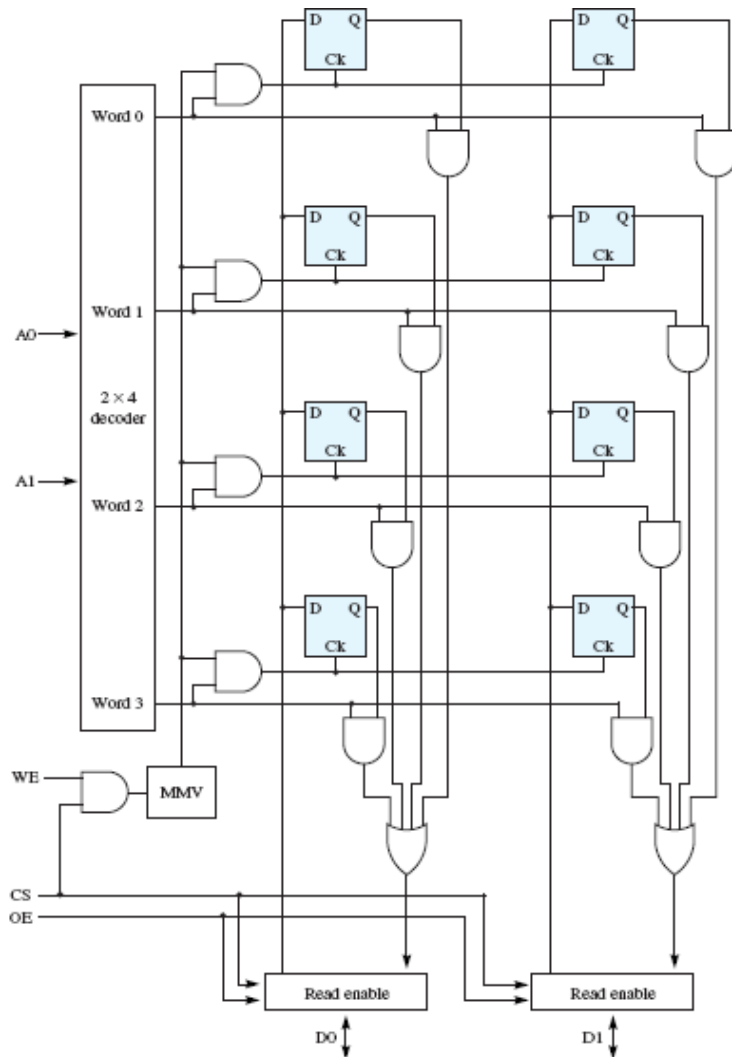 D Q D Q
Ck Ck
Word 0
D Q D Q
Ck Ck
Word 1
A0
2 × 4
decoder
D Q D Q
Ck Ck
A1
Word 2
D Q D Q
Ck Ck
Word 3
WE
MMV
CS
OE
Read enable Read enable
D0 D1